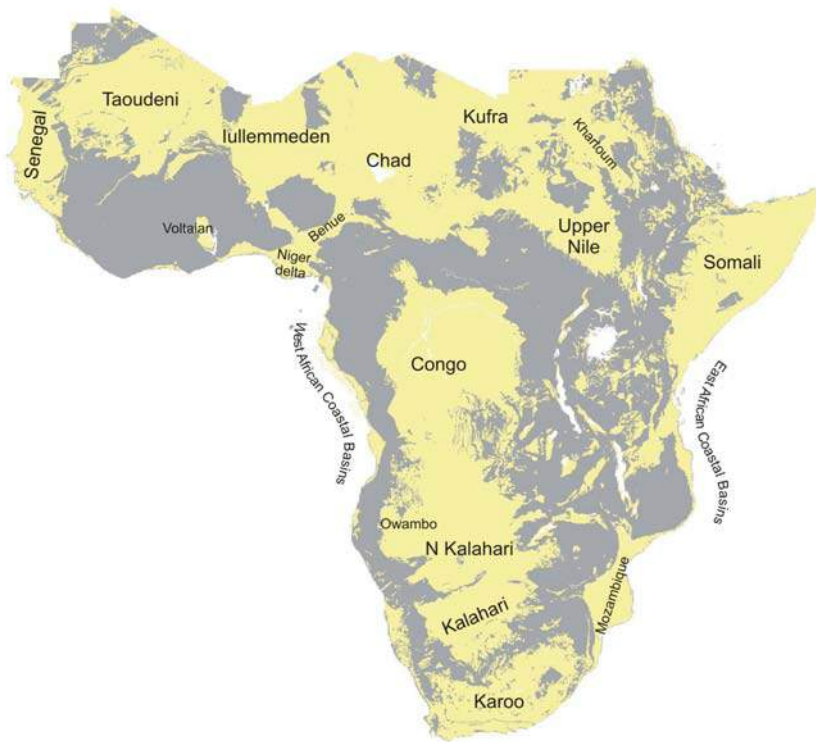 Senegal
Taoudeni
Iullemmeden
Kufra
Chad
Khartoum
Voltaian
Benue
Niger
delta
Upper
Nile
Somali
West African Coastal Basins
Congo
East African Coastal Basins
Owambo
N Kalahari
Kalahari
Mozambique
Karoo